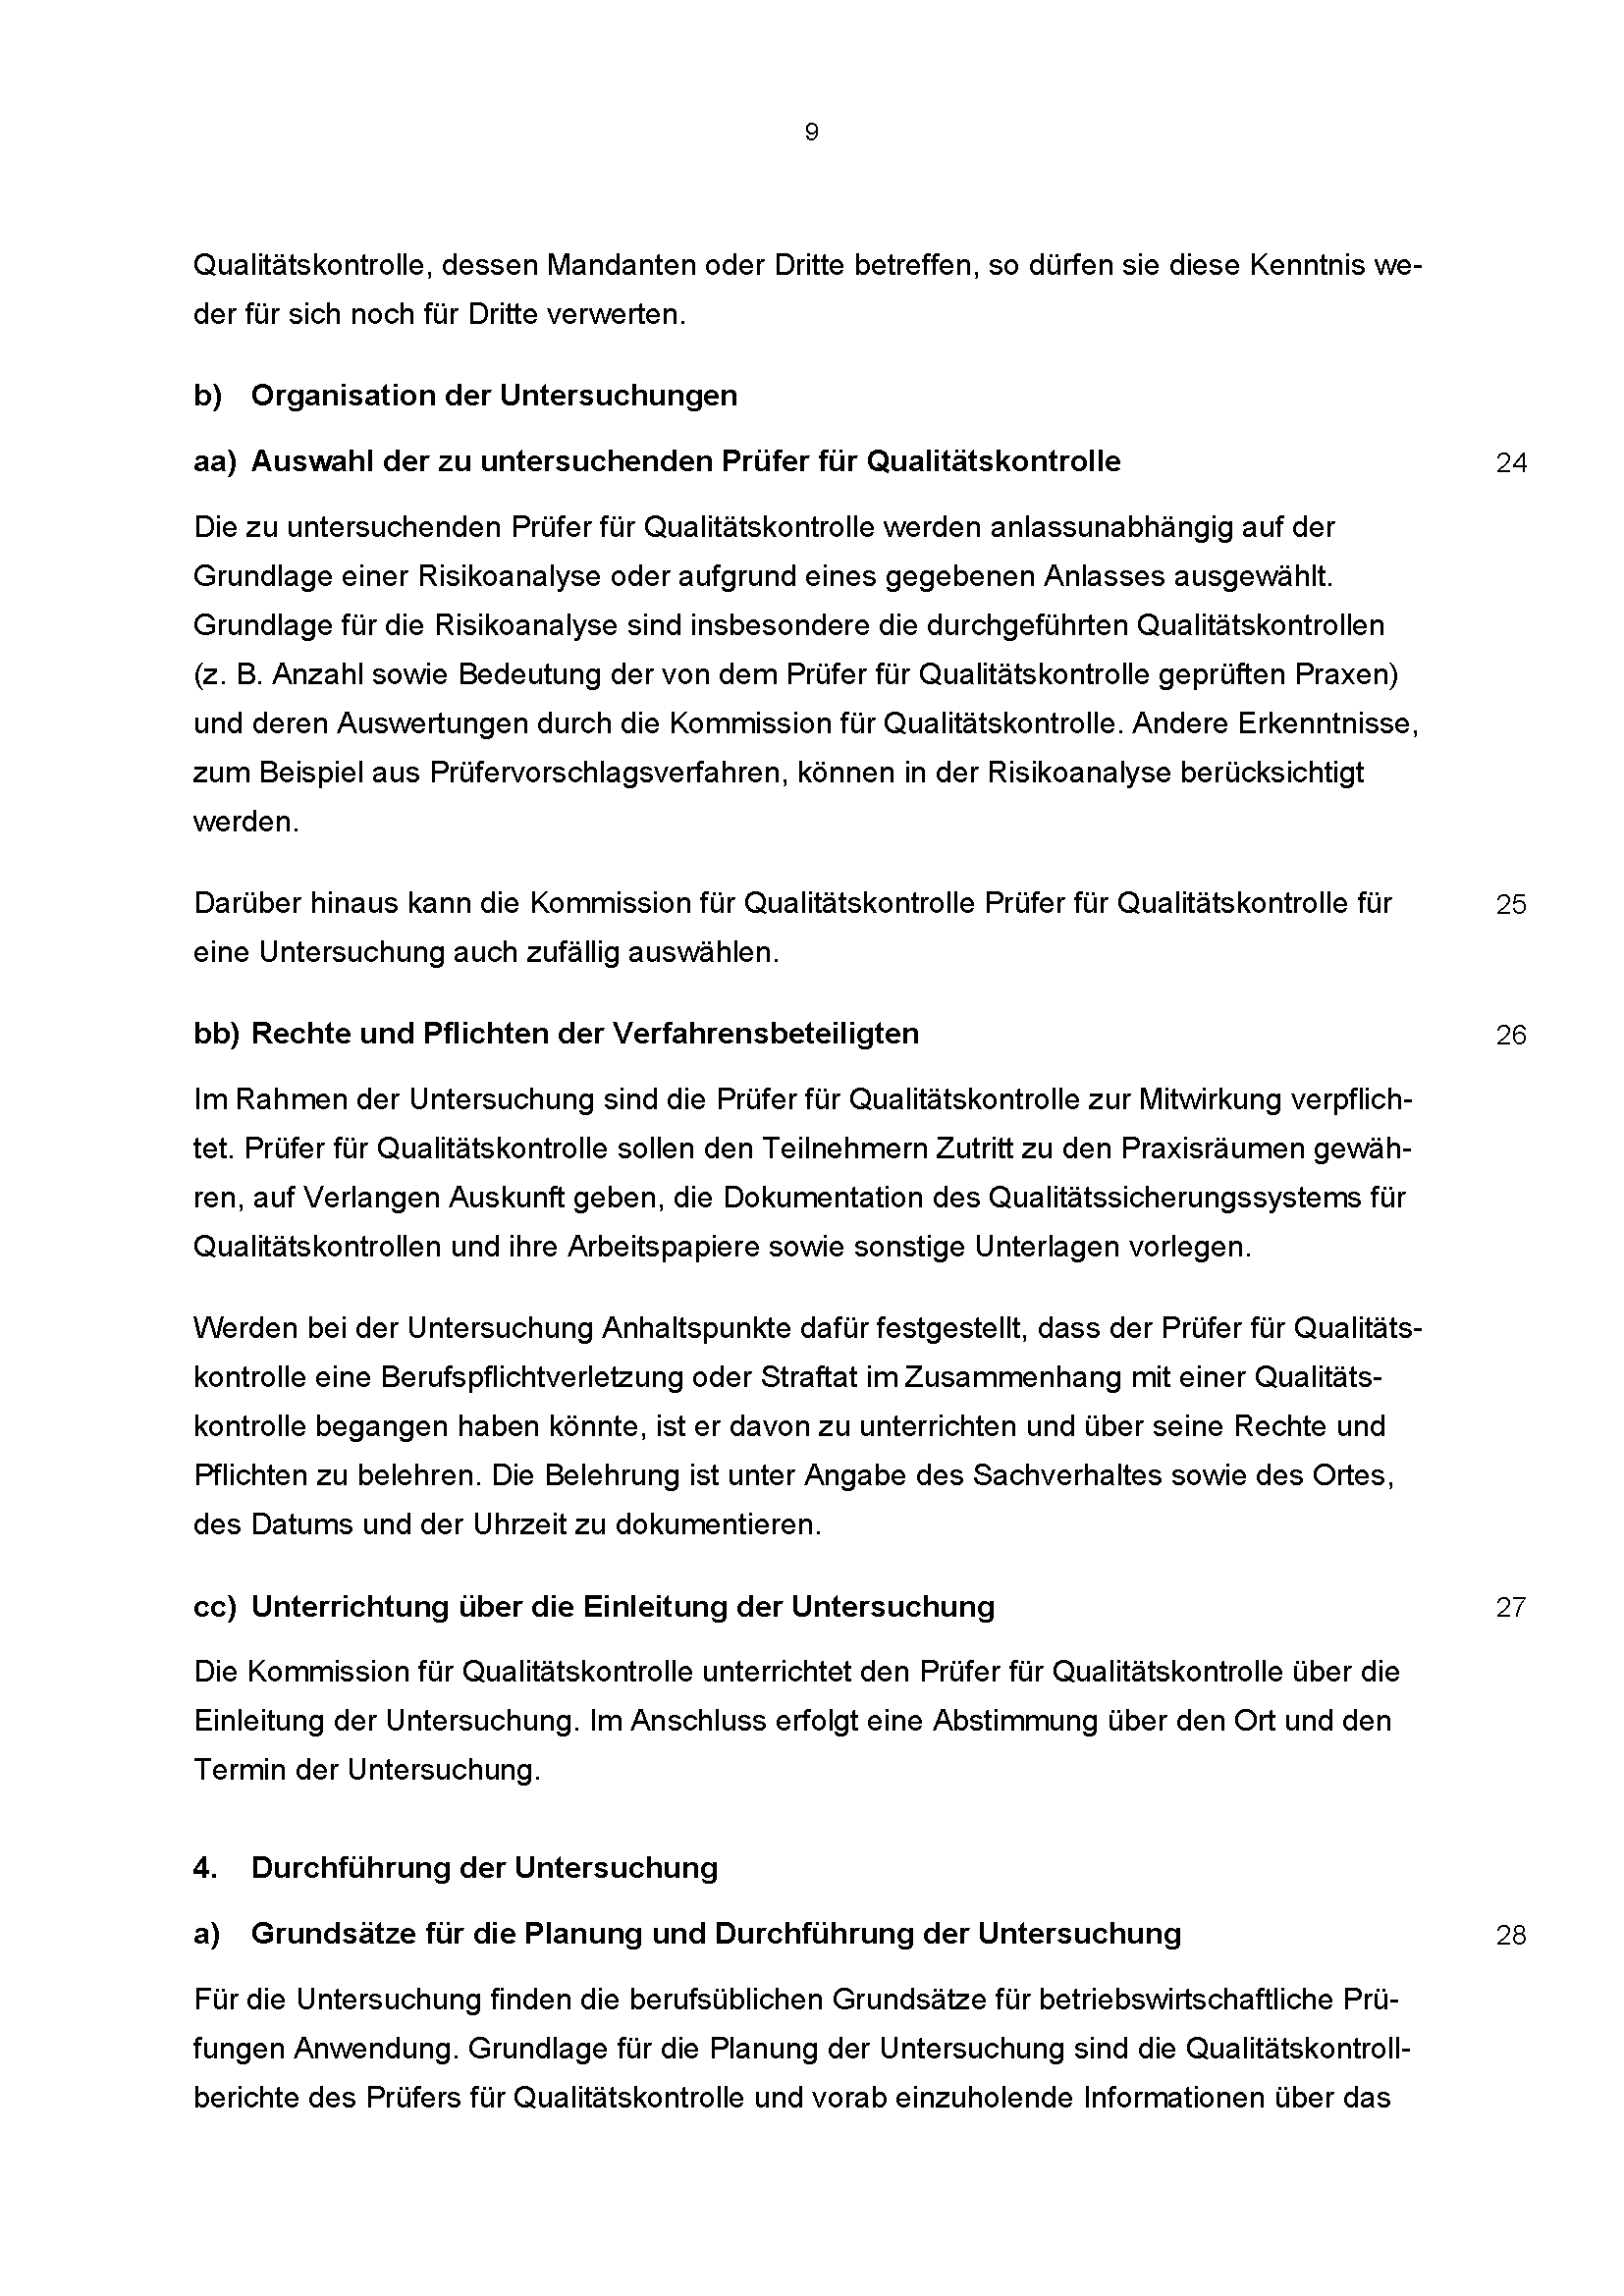 9
Qualitätskontrolle, dessen Mandanten oder Dritte betreffen, so dürfen sie diese Kenntnis we-
der für sich noch für Dritte verwerten.
b) Organisation der Untersuchungen
aa) Auswahl der zu untersuchenden Prüfer für Qualitätskontrolle 24
Die zu untersuchenden Prüfer für Qualitätskontrolle werden anlassunabhängig auf der
Grundlage einer Risikoanalyse oder aufgrund eines gegebenen Anlasses ausgewählt.
Grundlage für die Risikoanalyse sind insbesondere die durchgeführten Qualitätskontrollen
(z. B. Anzahl sowie Bedeutung der von dem Prüfer für Qualitätskontrolle geprüften Praxen)
und deren Auswertungen durch die Kommission für Qualitätskontrolle. Andere Erkenntnisse,
zum Beispiel aus Prüfervorschlagsverfahren, können in der Risikoanalyse berücksichtigt
werden.
Darüber hinaus kann die Kommission für Qualitätskontrolle Prüfer für Qualitätskontrolle für 25
eine Untersuchung auch zufällig auswählen.
bb) Rechte und Pflichten der Verfahrensbeteiligten 26
Im Rahmen der Untersuchung sind die Prüfer für Qualitätskontrolle zur Mitwirkung verpflich-
tet. Prüfer für Qualitätskontrolle sollen den Teilnehmern Zutritt zu den Praxisräumen gewäh-
ren, auf Verlangen Auskunft geben, die Dokumentation des Qualitätssicherungssystems für
Qualitätskontrollen und ihre Arbeitspapiere sowie sonstige Unterlagen vorlegen.
Werden bei der Untersuchung Anhaltspunkte dafür festgestellt, dass der Prüfer für Qualitäts-
kontrolle eine Berufspflichtverletzung oder Straftat im Zusammenhang mit einer Qualitäts-
kontrolle begangen haben könnte, ist er davon zu unterrichten und über seine Rechte und
Pflichten zu belehren. Die Belehrung ist unter Angabe des Sachverhaltes sowie des Ortes,
des Datums und der Uhrzeit zu dokumentieren.
cc) Unterrichtung über die Einleitung der Untersuchung 27
Die Kommission für Qualitätskontrolle unterrichtet den Prüfer für Qualitätskontrolle über die
Einleitung der Untersuchung. Im Anschluss erfolgt eine Abstimmung über den Ort und den
Termin der Untersuchung.
4. Durchführung der Untersuchung
a) Grundsätze für die Planung und Durchführung der Untersuchung 28
Für die Untersuchung finden die berufsüblichen Grundsätze für betriebswirtschaftliche Prü-
fungen Anwendung. Grundlage für die Planung der Untersuchung sind die Qualitätskontroll-
berichte des Prüfers für Qualitätskontrolle und vorab einzuholende Informationen über das